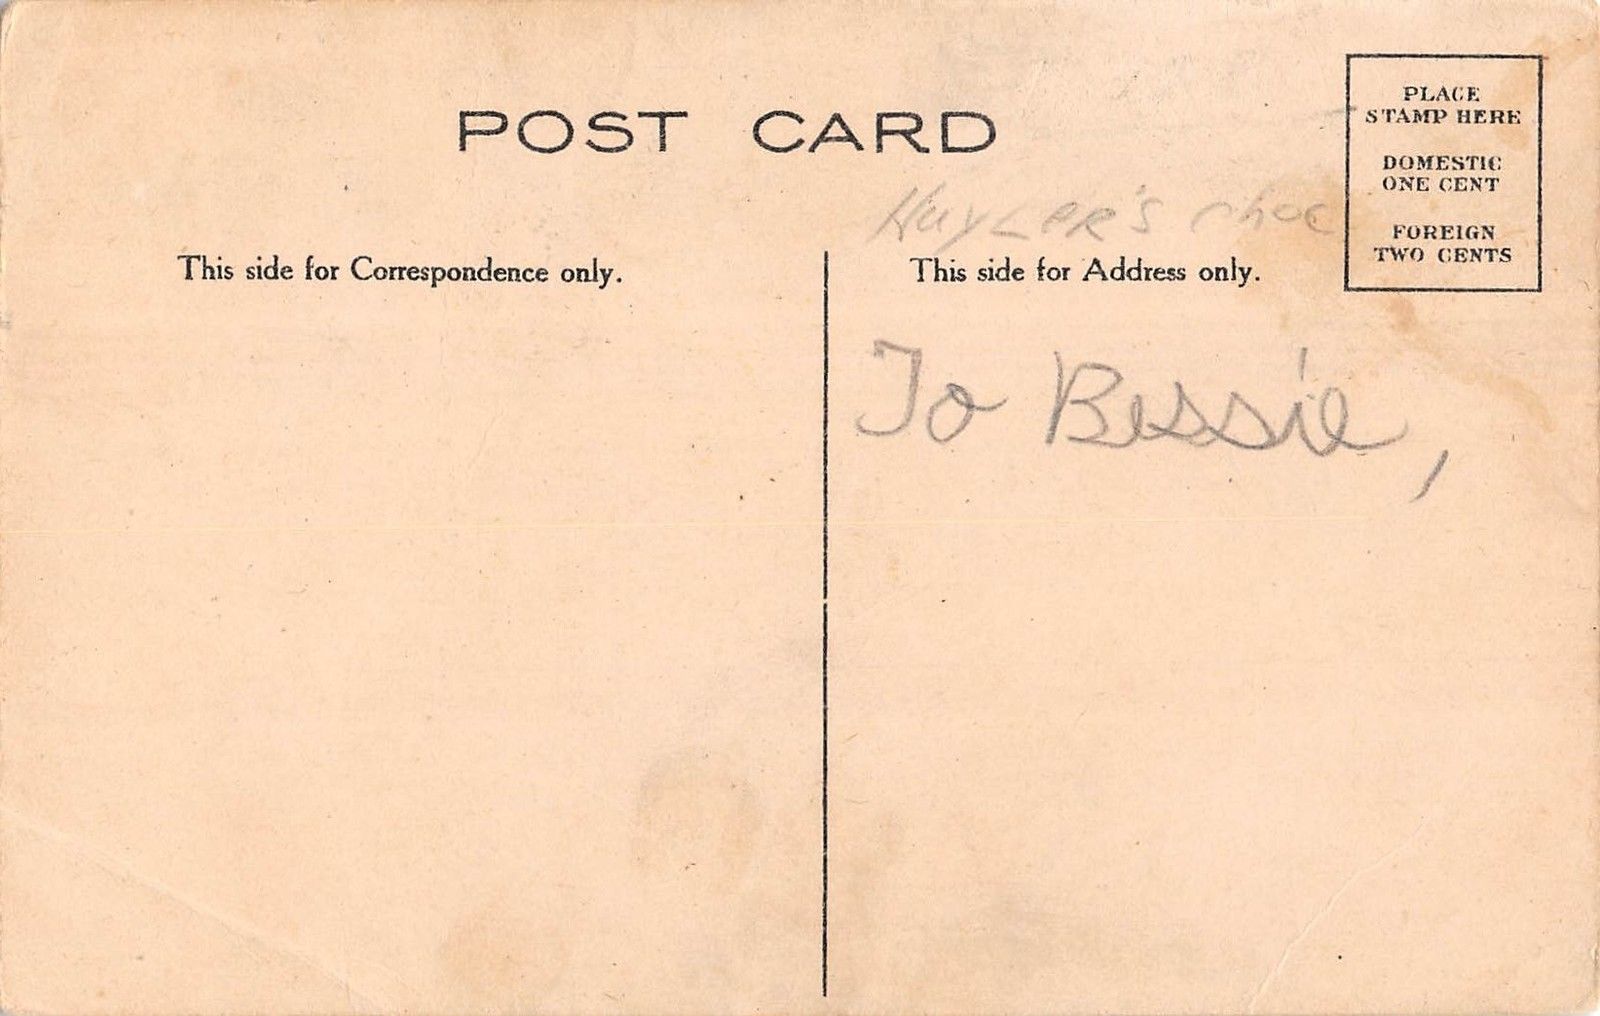 POST CARD
PLACE
STAMP HERE
DOMESTIC
ONE CENT
FOREIGN
TWO CENTS
Huyler's choc
This side for Correspondence only.
This side for Address only.
To Bessie,